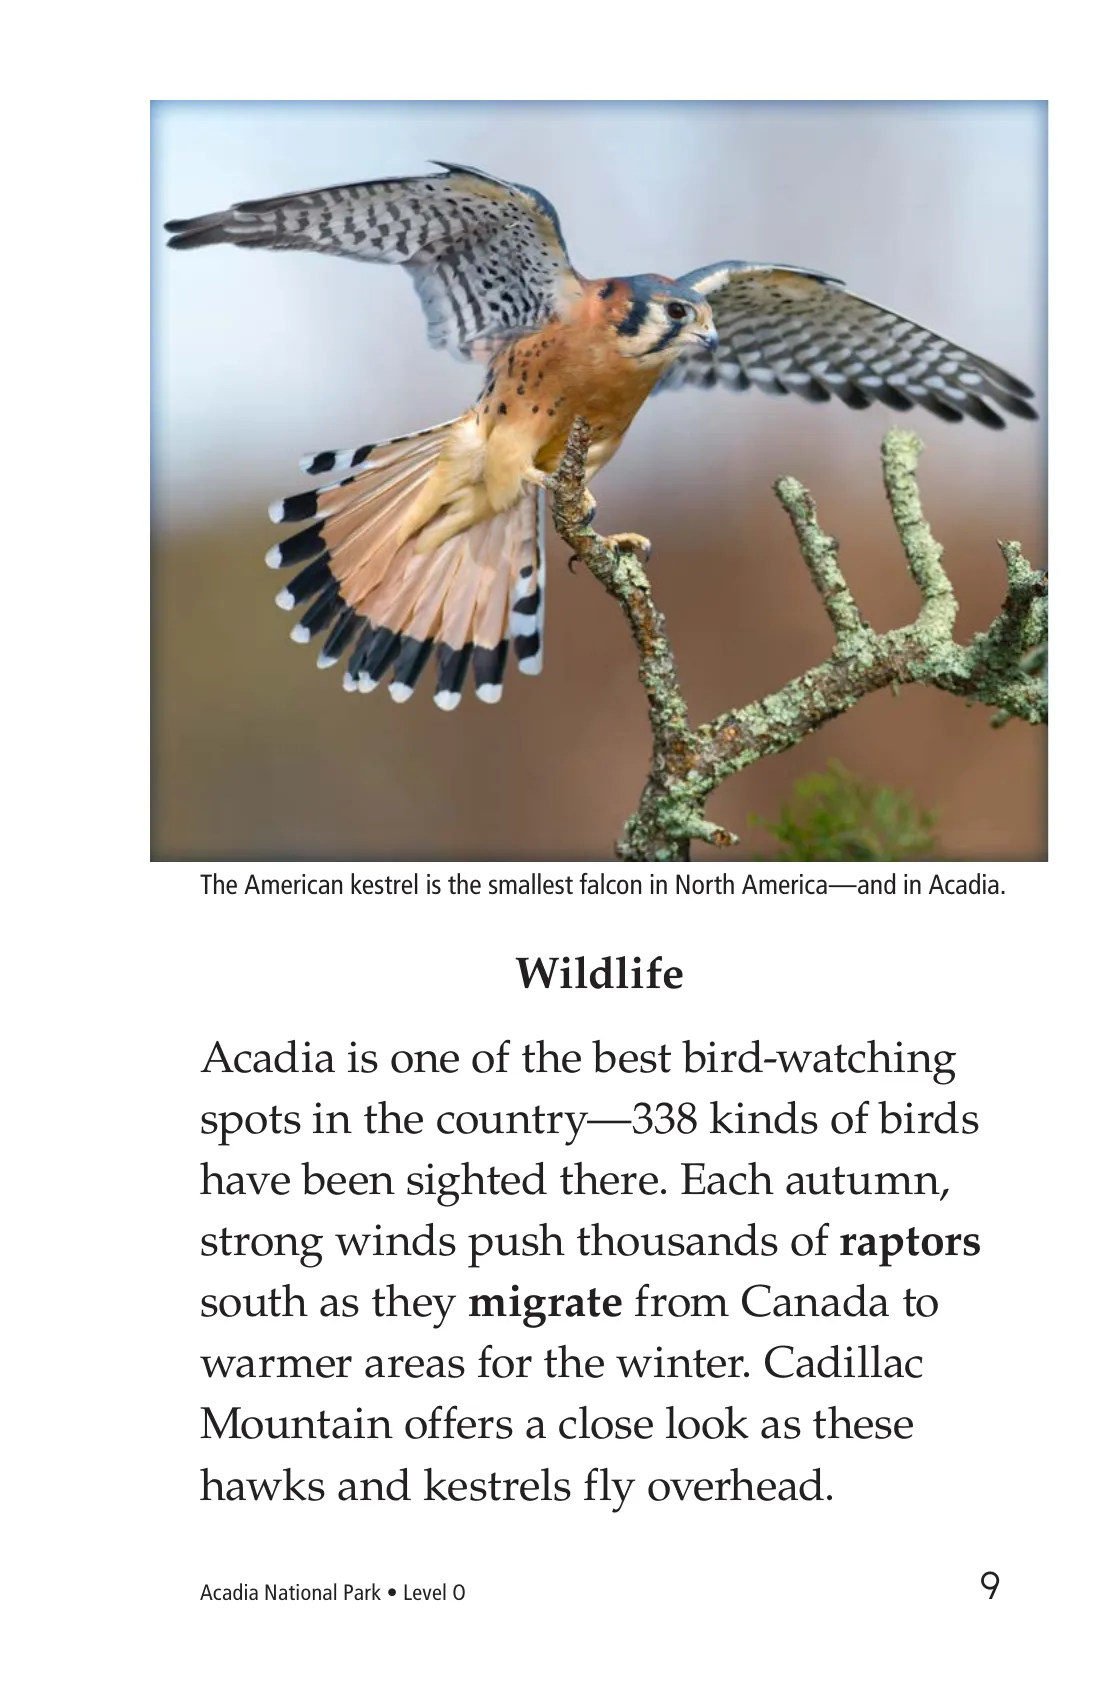 The American kestrel is the smallest falcon in North America—and in Acadia.
Wildlife
Acadia is one of the best bird-watching
spots in the country—338 kinds of birds
have been sighted there. Each autumn,
strong winds push thousands of raptors
south as they migrate from Canada to
warmer areas for the winter. Cadillac
Mountain offers a close look as these
hawks and kestrels fly overhead.
Acadia National Park • Level O
9